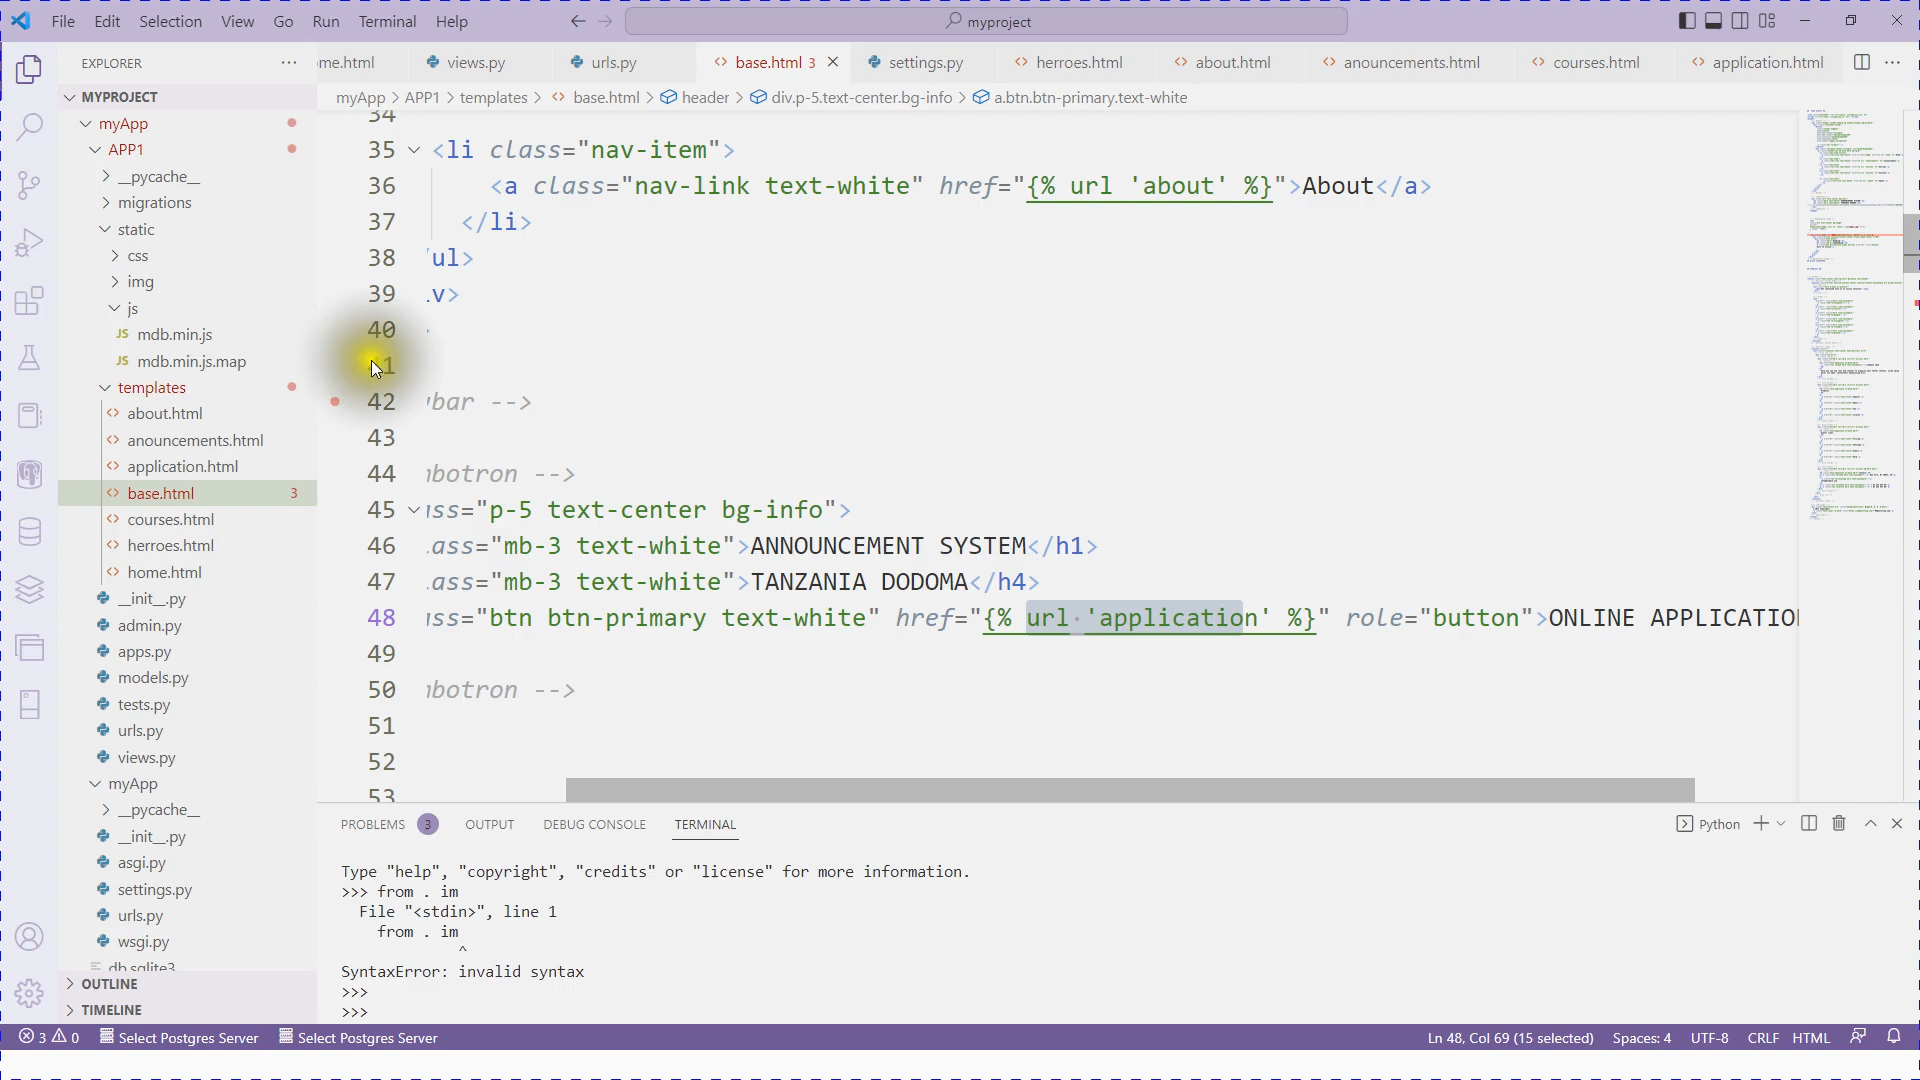 File Edit Selection View Go Run Terminal Help
myproject
EXPLORER
me.html views.py urls.py base.html 3 settings.py herroes.html about.html anouncements.html courses.html application.html
MYPROJECT
myApp > APP1 > templates > base.html > header > div.p-5.text-center.bg-info > a.btn.btn-primary.text-white
myApp
APP1
__pycache__
migrations
static
css
img
js
mdb.min.js
mdb.min.js.map
templates
about.html
anouncements.html
application.html
base.html 3
courses.html
herroes.html
home.html
__init__.py
admin.py
apps.py
models.py
tests.py
urls.py
views.py
myApp
__pycache__
__init__.py
asgi.py
settings.py
urls.py
wsgi.py
db.sqlite3
OUTLINE
TIMELINE
34
35 <li class="nav-item">
36 <a class="nav-link text-white" href="{% url 'about' %}">About</a>
37 </li>
38 ul>
39 v>
40
41
42 bar -->
43
44 botron -->
45 ss="p-5 text-center bg-info">
46 ass="mb-3 text-white">ANNOUNCEMENT SYSTEM</h1>
47 ass="mb-3 text-white">TANZANIA DODOMA</h4>
48 ss="btn btn-primary text-white" href="{% url 'application' %}" role="button">ONLINE APPLICATION
49
50 botron -->
51
52
53
PROBLEMS 3 OUTPUT DEBUG CONSOLE TERMINAL
Python
Type "help", "copyright", "credits" or "license" for more information.
>>> from . im
File "<stdin>", line 1
from . im
^
SyntaxError: invalid syntax
>>>
>>>
3 0 Select Postgres Server Select Postgres Server
Ln 48, Col 69 (15 selected) Spaces: 4 UTF-8 CRLF HTML